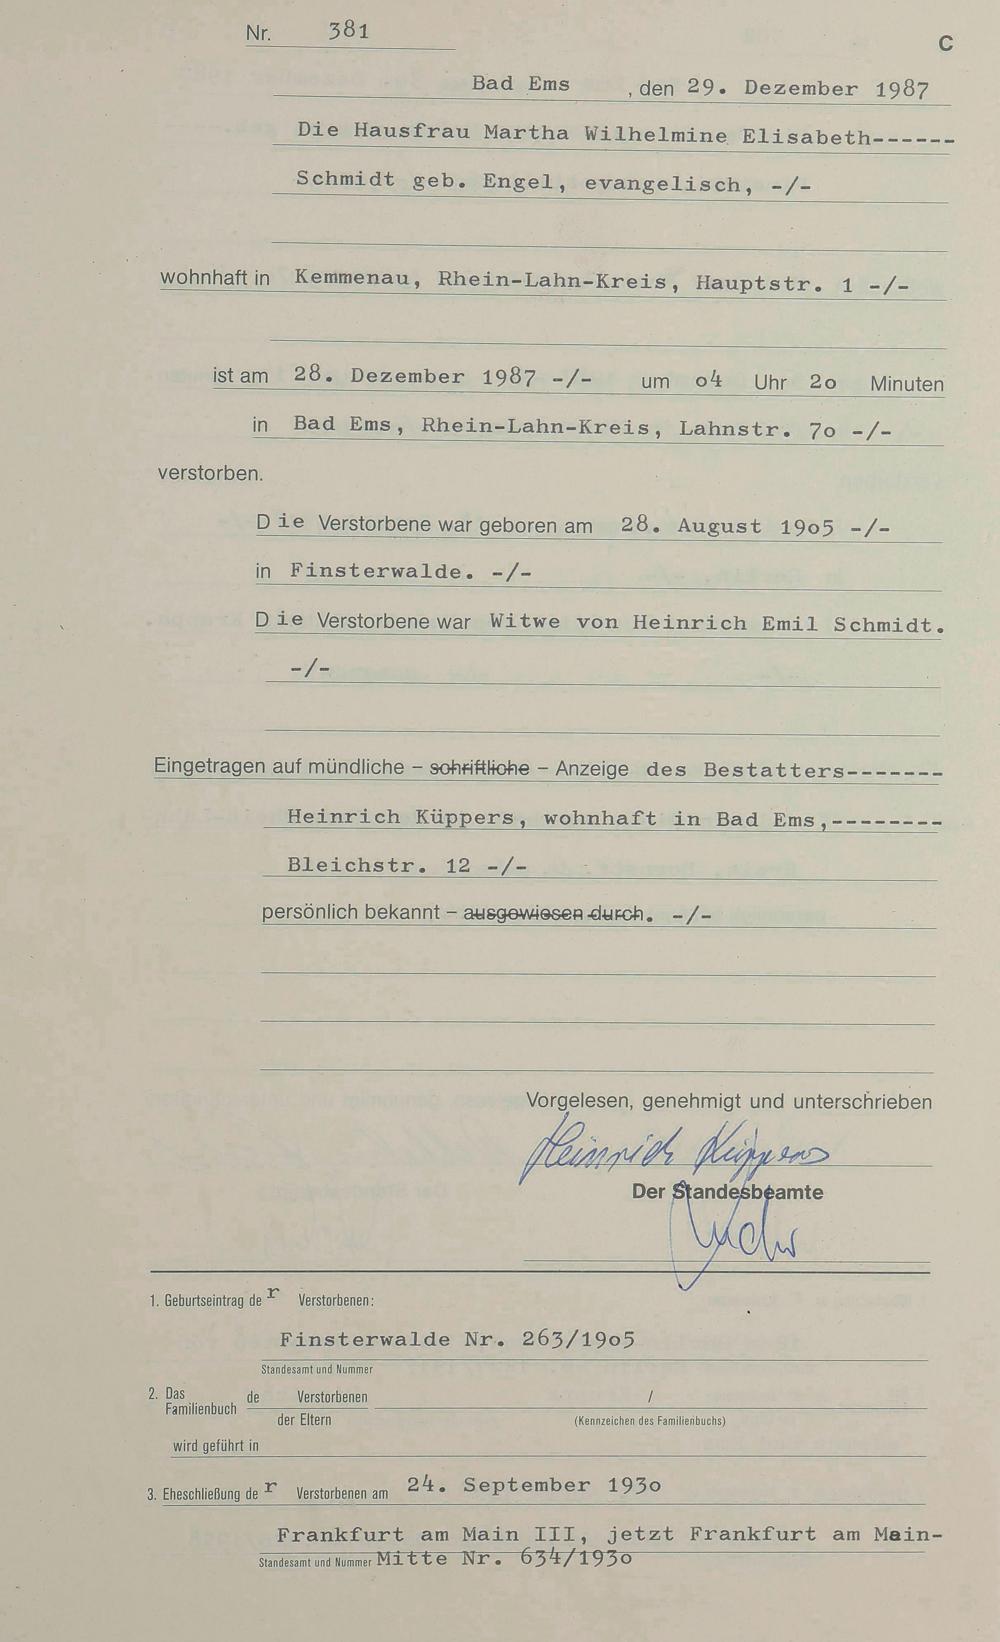 Nr. 381
C
Bad Ems , den 29. Dezember 1987
Die Hausfrau Martha Wilhelmine Elisabeth------
Schmidt geb. Engel, evangelisch, -/-
wohnhaft in Kemmenau, Rhein-Lahn-Kreis, Hauptstr. 1 -/-
ist am 28. Dezember 1987 -/- um o4 Uhr 2o Minuten
in Bad Ems, Rhein-Lahn-Kreis, Lahnstr. 7o -/-
verstorben.
Die Verstorbene war geboren am 28. August 19o5 -/-
in Finsterwalde. -/-
Die Verstorbene war Witwe von Heinrich Emil Schmidt.
-/-
Eingetragen auf mündliche – schriftliche – Anzeige des Bestatters-------
Heinrich Küppers, wohnhaft in Bad Ems,--------
Bleichstr. 12 -/-
persönlich bekannt – ausgewiesen durch. -/-
Vorgelesen, genehmigt und unterschrieben
Heinrich Küppers
Der Standesbeamte
1. Geburtseintrag der Verstorbenen:
Finsterwalde Nr. 263/19o5
Standesamt und Nummer
2. Das Familienbuch de Verstorbenen /
der Eltern (Kennzeichen des Familienbuchs)
wird geführt in
3. Eheschließung der Verstorbenen am 24. September 193o
Frankfurt am Main III, jetzt Frankfurt am Main-
Standesamt und Nummer Mitte Nr. 634/193o